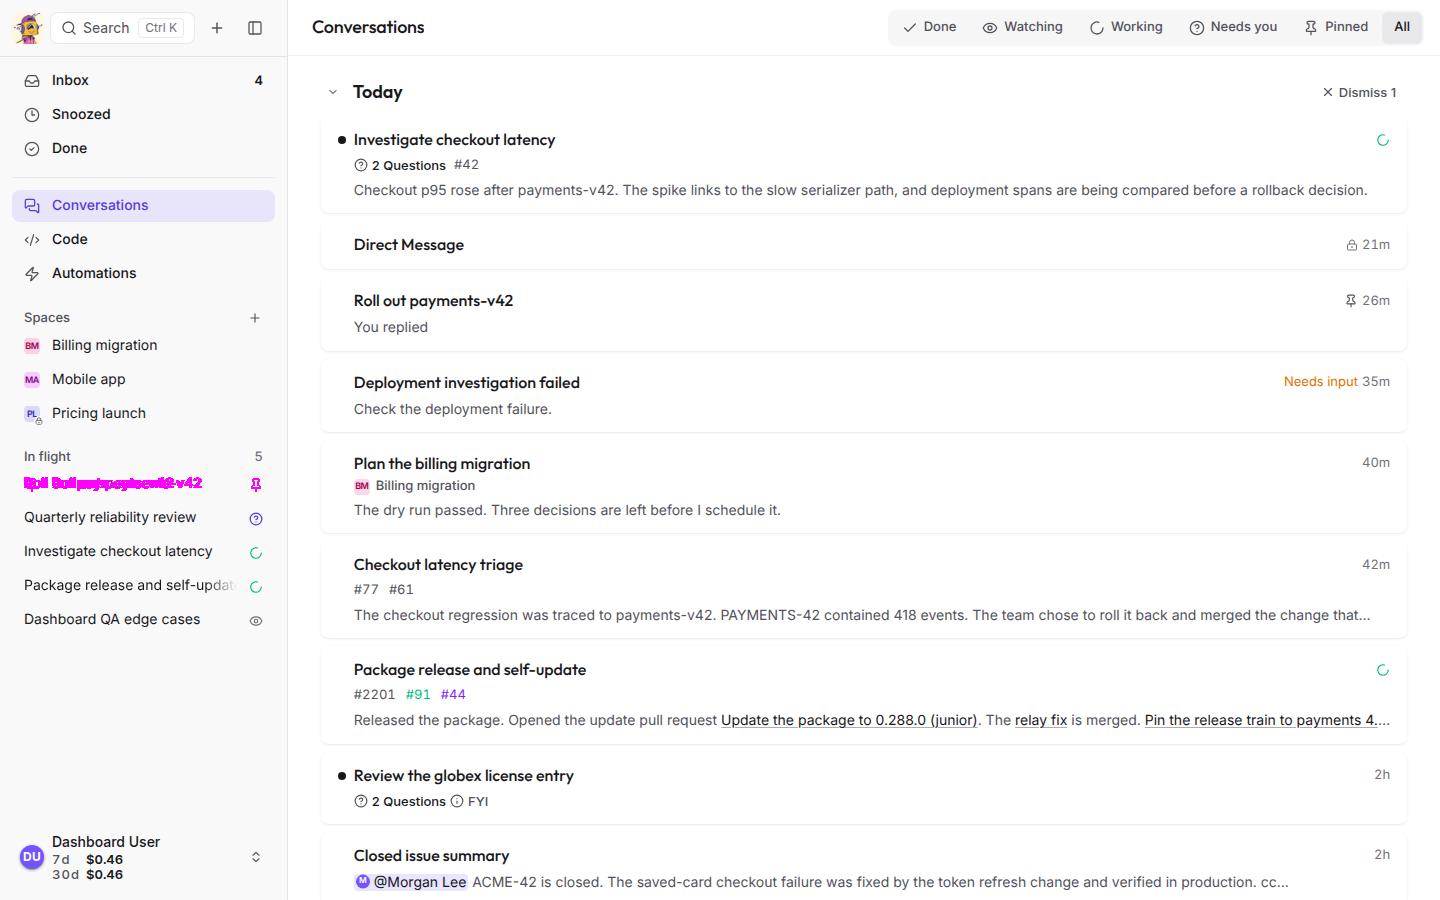 Search Ctrl K
Inbox 4
Snoozed
Done
Conversations
Code
Automations
Spaces
BM Billing migration
MA Mobile app
PL Pricing launch
In flight 5
Quarterly reliability review
Investigate checkout latency
Package release and self-update
Dashboard QA edge cases
DU Dashboard User
7d $0.46
30d $0.46
Conversations
Done Watching Working Needs you Pinned All
Today Dismiss 1
Investigate checkout latency
2 Questions #42
Checkout p95 rose after payments-v42. The spike links to the slow serializer path, and deployment spans are being compared before a rollback decision.
Direct Message 21m
Roll out payments-v42 26m
You replied
Deployment investigation failed Needs input 35m
Check the deployment failure.
Plan the billing migration 40m
BM Billing migration
The dry run passed. Three decisions are left before I schedule it.
Checkout latency triage 42m
#77 #61
The checkout regression was traced to payments-v42. PAYMENTS-42 contained 418 events. The team chose to roll it back and merged the change that...
Package release and self-update
#2201 #91 #44
Released the package. Opened the update pull request Update the package to 0.288.0 (junior). The relay fix is merged. Pin the release train to payments 4....
Review the globex license entry 2h
2 Questions FYI
Closed issue summary 2h
M @Morgan Lee ACME-42 is closed. The saved-card checkout failure was fixed by the token refresh change and verified in production. cc...